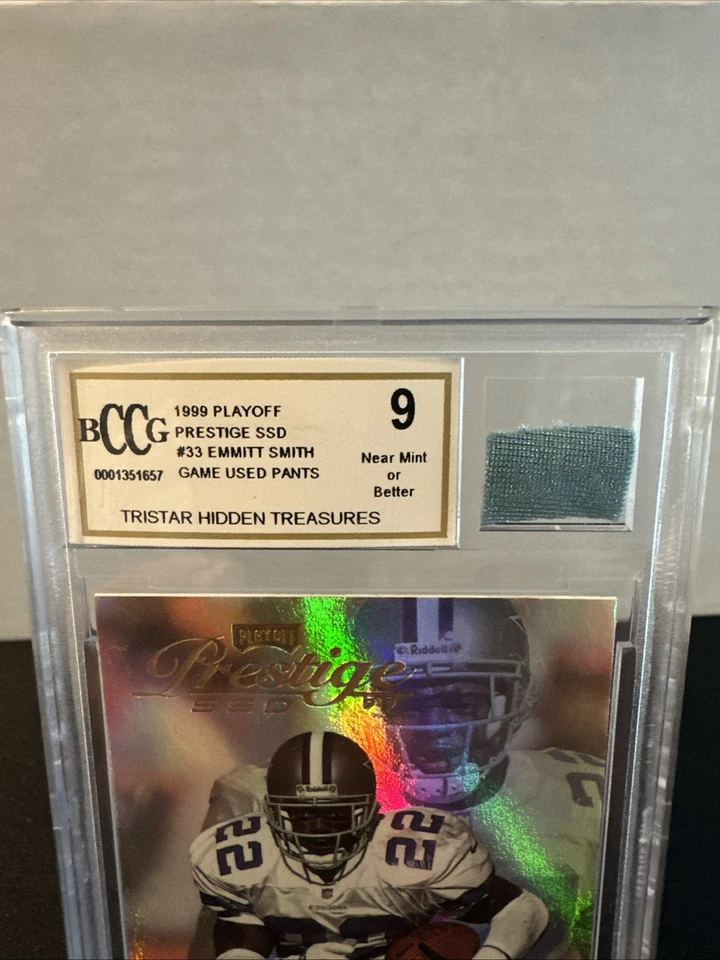 BCCG
0001351657
1999 PLAYOFF
PRESTIGE SSD
#33 EMMITT SMITH
GAME USED PANTS
9
Near Mint
or
Better
TRISTAR HIDDEN TREASURES
PLAYOFF
Prestige
SSD
Riddell
Riddell
22 22
22